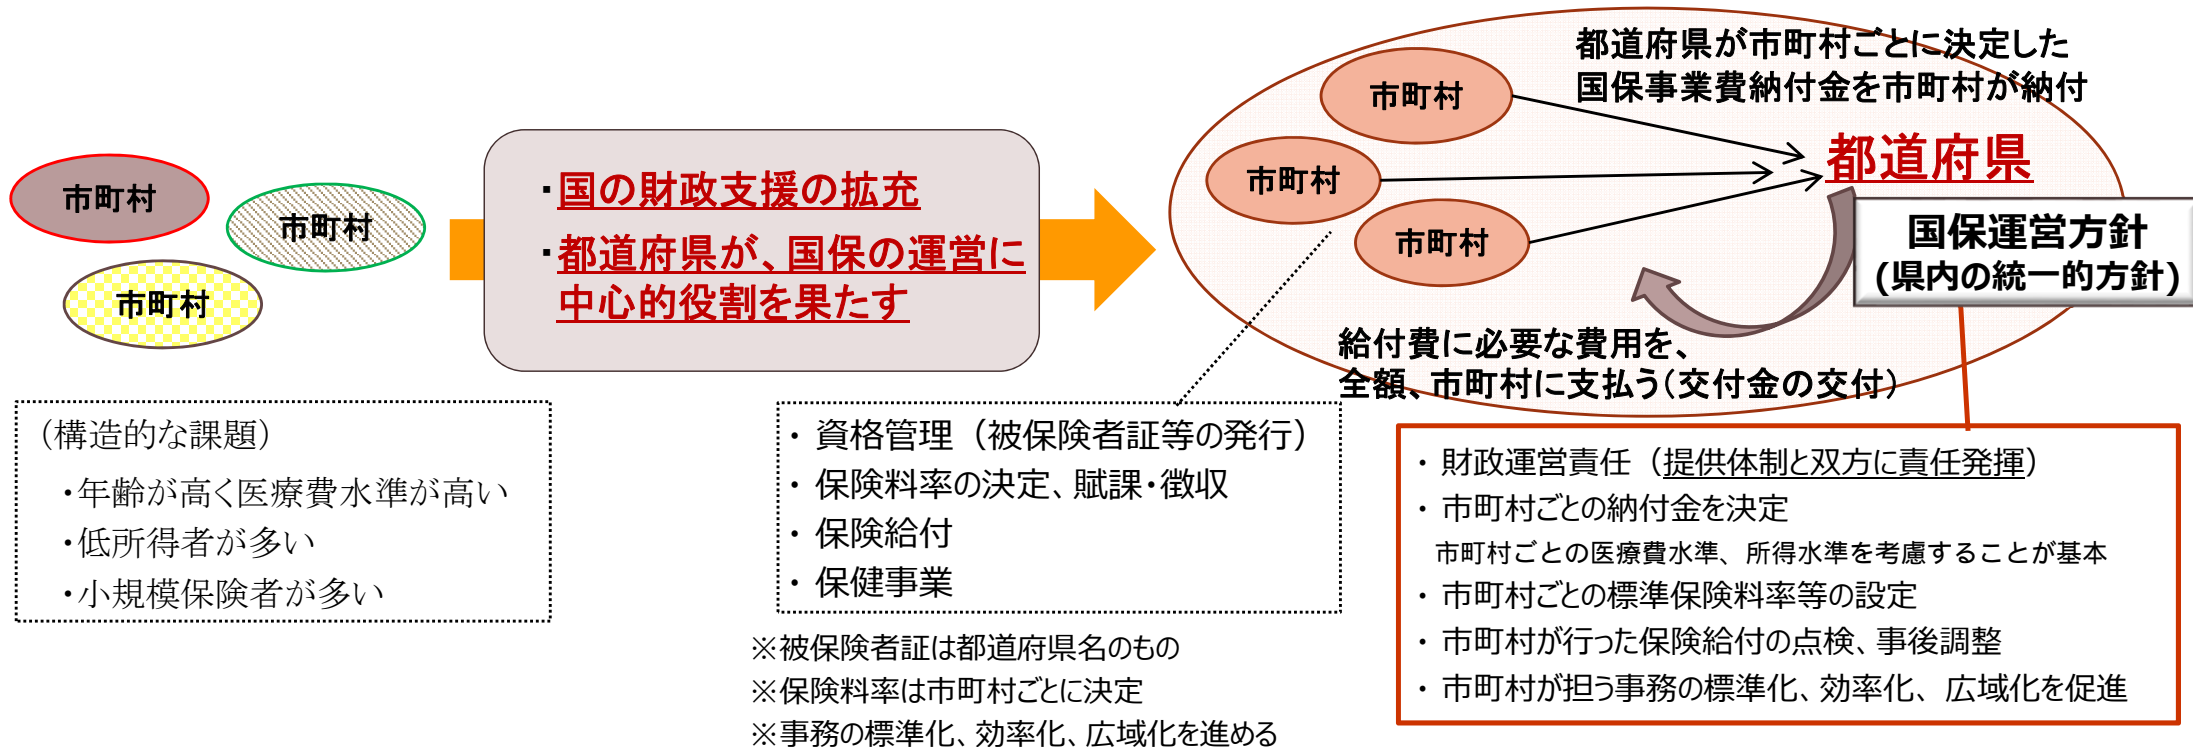 市町村
市町村
市町村
（構造的な課題）
・年齢が高く医療費水準が高い
・低所得者が多い
・小規模保険者が多い
・国の財政支援の拡充
・都道府県が、国保の運営に
中心的役割を果たす
都道府県が市町村ごとに決定した
国保事業費納付金を市町村が納付
市町村
市町村
市町村
都道府県
国保運営方針
(県内の統一的方針)
給付費に必要な費用を、
全額、市町村に支払う（交付金の交付）
・ 資格管理（被保険者証等の発行）
・ 保険料率の決定、賦課・徴収
・ 保険給付
・ 保健事業
※被保険者証は都道府県名のもの
※保険料率は市町村ごとに決定
※事務の標準化、効率化、広域化を進める
・ 財政運営責任（提供体制と双方に責任発揮）
・ 市町村ごとの納付金を決定
市町村ごとの医療費水準、所得水準を考慮することが基本
・ 市町村ごとの標準保険料率等の設定
・ 市町村が行った保険給付の点検、事後調整
・ 市町村が担う事務の標準化、効率化、広域化を促進